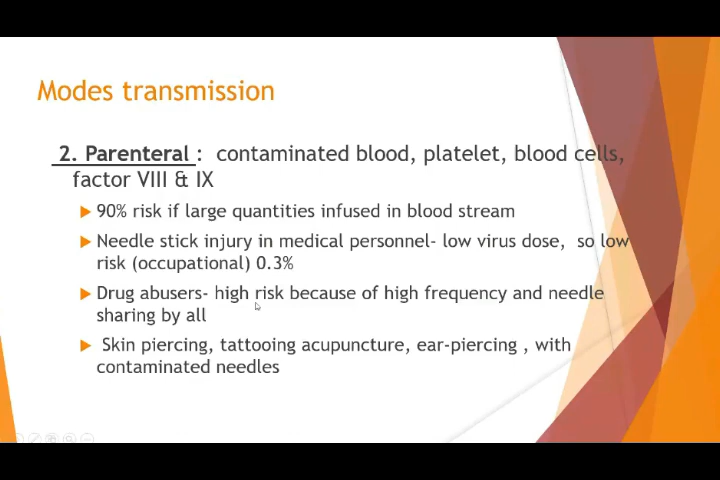 Modes transmission
2. Parenteral : contaminated blood, platelet, blood cells,
factor VIII & IX
90% risk if large quantities infused in blood stream
Needle stick injury in medical personnel- low virus dose, so low
risk (occupational) 0.3%
Drug abusers- high risk because of high frequency and needle
sharing by all
Skin piercing, tattooing acupuncture, ear-piercing , with
contaminated needles